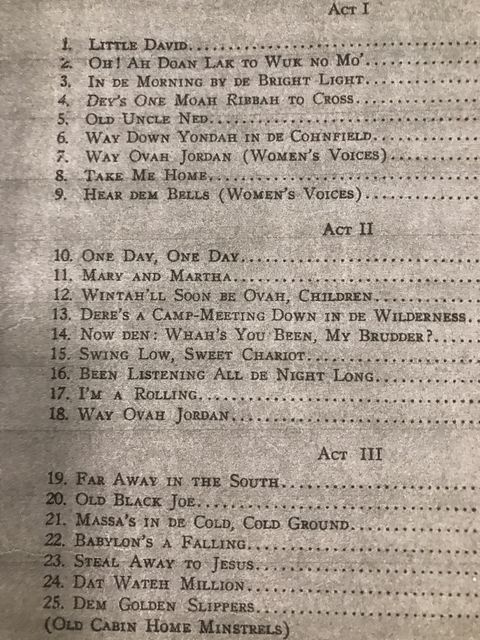 Act I
1. Little David
2. Oh! Ah Doan Lak to Wuk no Mo'
3. In de Morning by de Bright Light
4. Dey's One Moah Ribbah to Cross
5. Old Uncle Ned
6. Way Down Yondah in de Cohnfield
7. Way Ovah Jordan (Women's Voices)
8. Take Me Home
9. Hear dem Bells (Women's Voices)
Act II
10. One Day, One Day
11. Mary and Martha
12. Wintah'll Soon be Ovah, Children
13. Dere's a Camp-Meeting Down in de Wilderness
14. Now den: Whah's You Been, My Brudder?
15. Swing Low, Sweet Chariot
16. Been Listening All de Night Long
17. I'm a Rolling
18. Way Ovah Jordan
Act III
19. Far Away in the South
20. Old Black Joe
21. Massa's in de Cold, Cold Ground
22. Babylon's a Falling
23. Steal Away to Jesus
24. Dat Wateh Million
25. Dem Golden Slippers
(Old Cabin Home Minstrels)